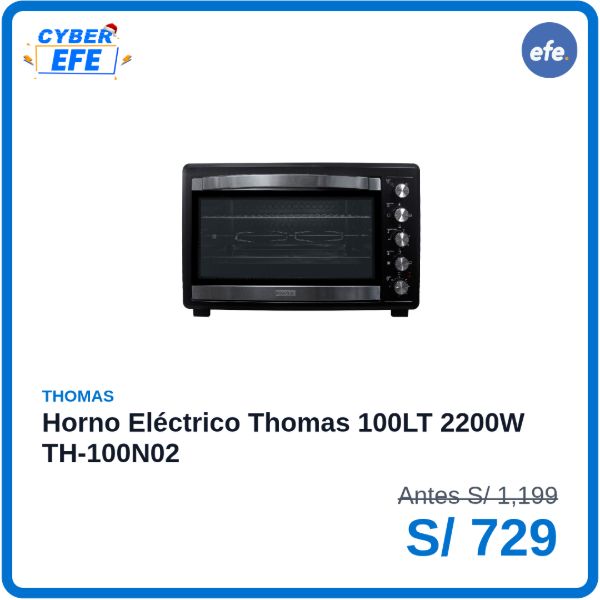 CYBER
EFE
efe.
THOMAS
Horno Eléctrico Thomas 100LT 2200W
TH-100N02
Antes S/ 1,199
S/ 729